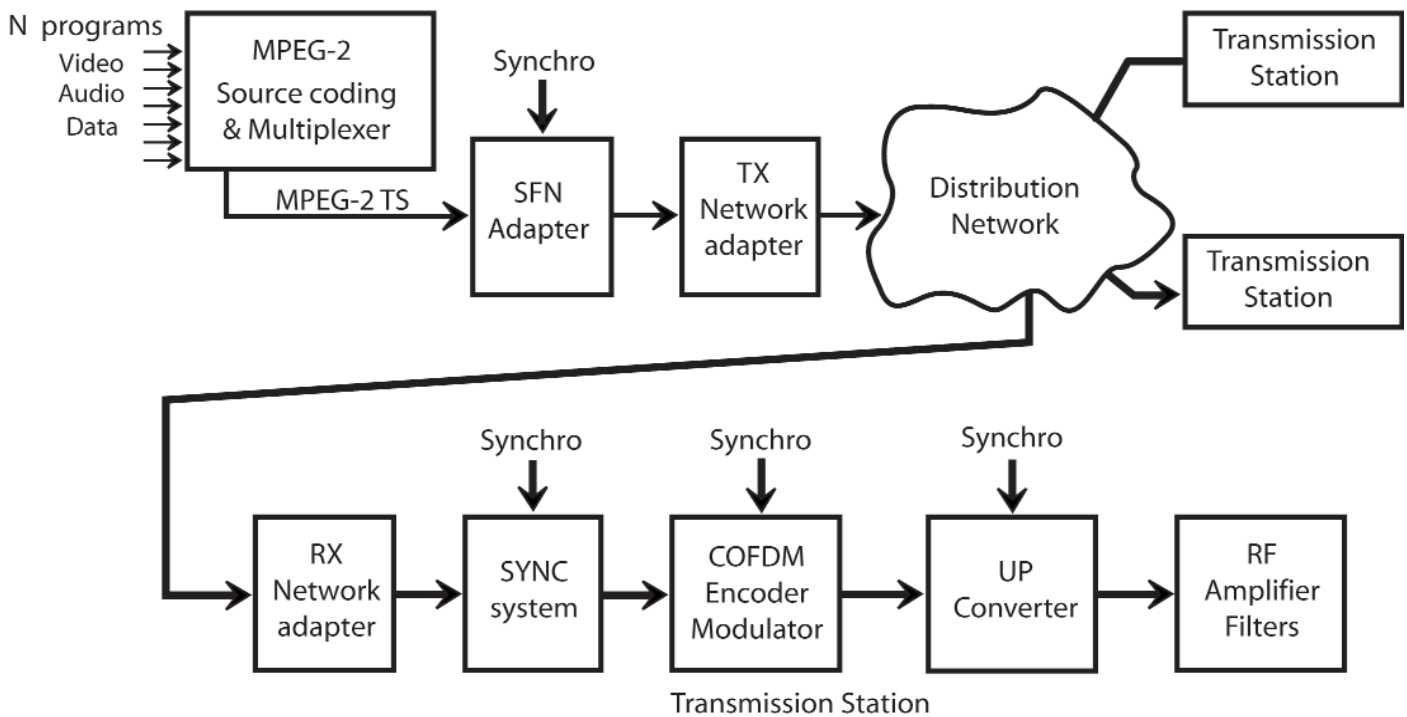 N programs
Video
Audio
Data
MPEG-2
Source coding
& Multiplexer
MPEG-2 TS
Synchro
SFN
Adapter
TX
Network
adapter
Distribution
Network
Transmission
Station
Transmission
Station
Synchro
Synchro
Synchro
RX
Network
adapter
SYNC
system
COFDM
Encoder
Modulator
UP
Converter
RF
Amplifier
Filters
Transmission Station